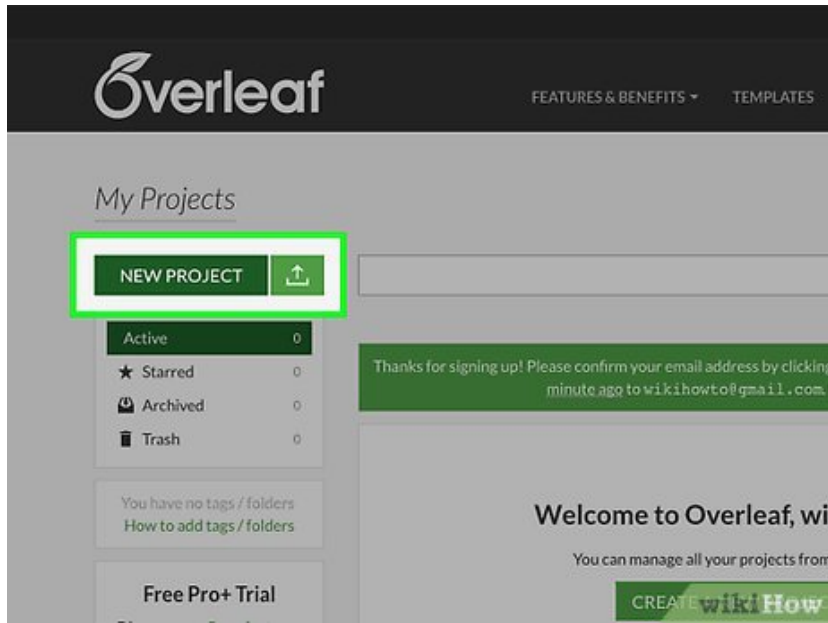 Overleaf
FEATURES & BENEFITS
TEMPLATES
My Projects
NEW PROJECT
Active 0
Starred 0
Archived 0
Trash 0
Thanks for signing up! Please confirm your email address by clicking
minute ago to wikihowto@gmail.com
You have no tags / folders
How to add tags / folders
Welcome to Overleaf, wi
You can manage all your projects from
Free Pro+ Trial
wikiHow